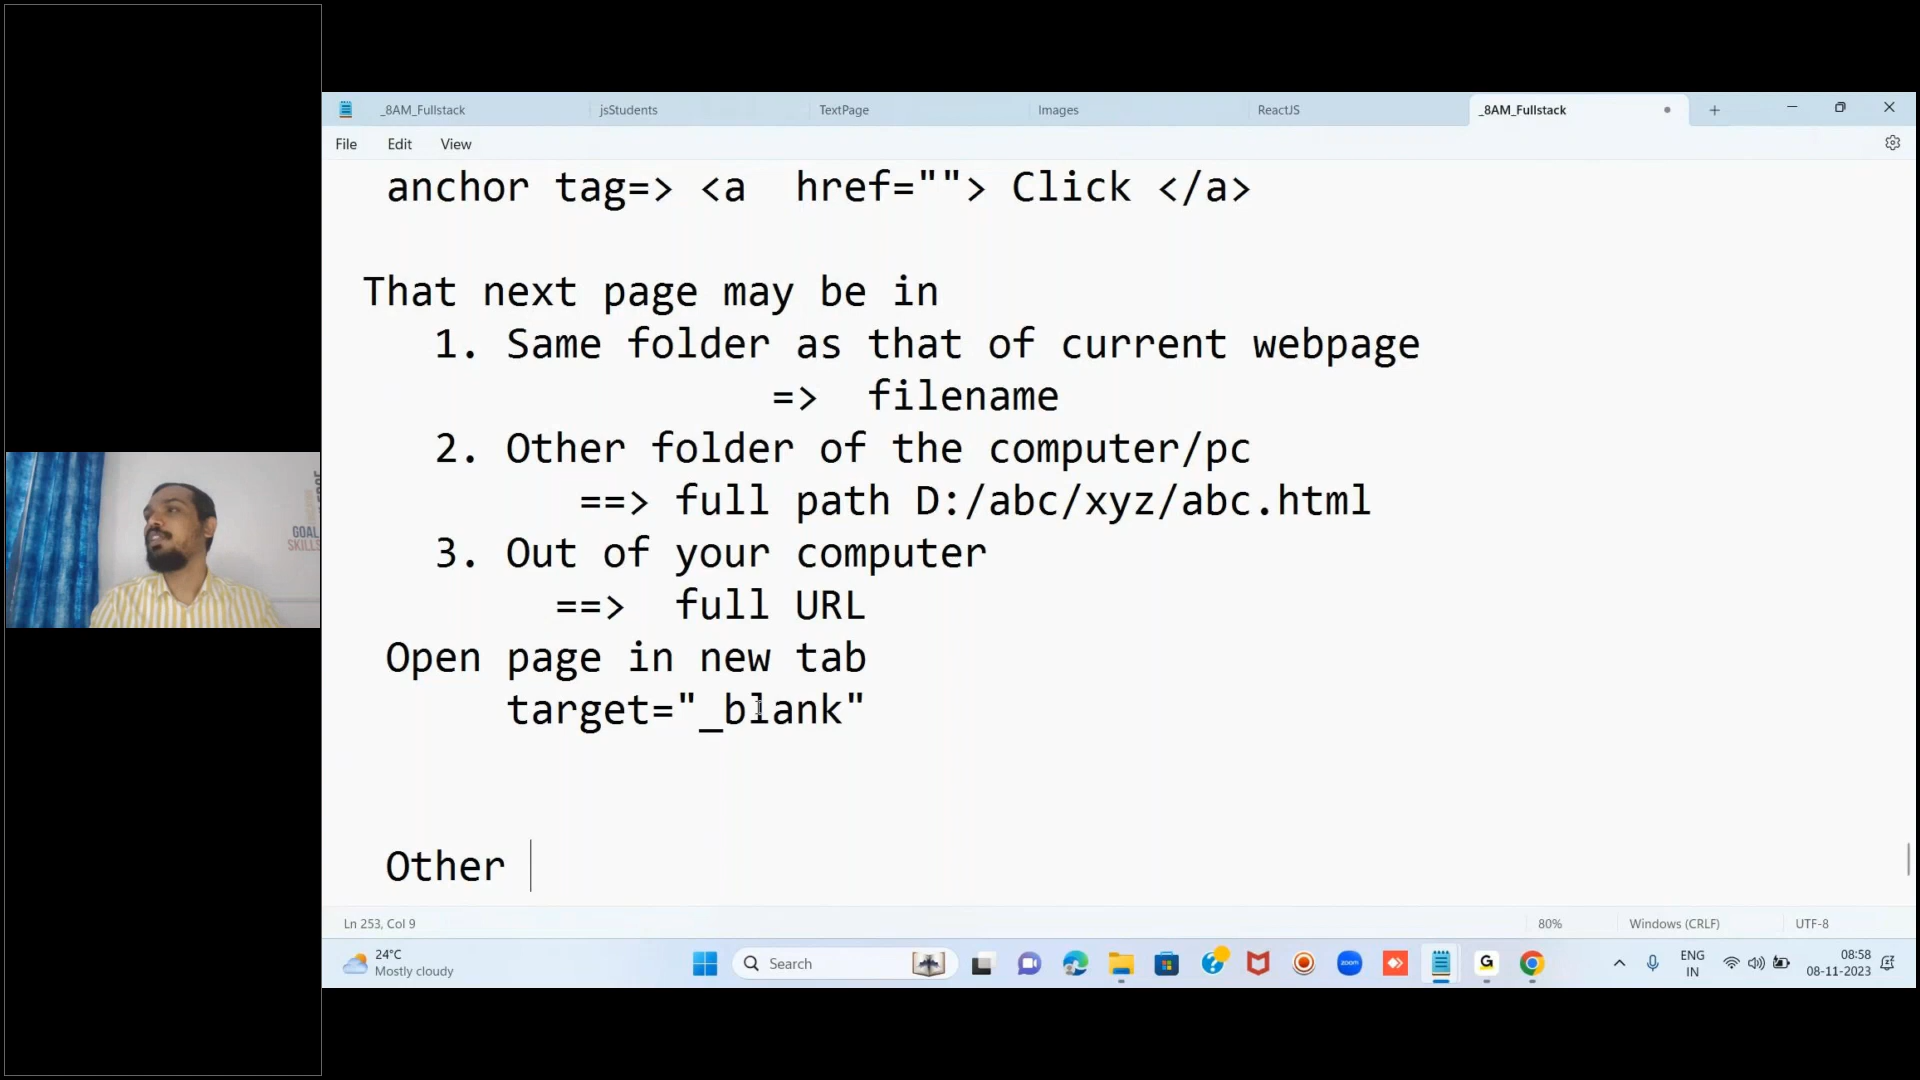 _8AM_Fullstack jsStudents TextPage Images ReactJS _8AM_Fullstack
File Edit View
anchor tag=> <a  href=""> Click </a>
That next page may be in
1. Same folder as that of current webpage
=>  filename
2. Other folder of the computer/pc
==> full path D:/abc/xyz/abc.html
3. Out of your computer
==>  full URL
Open page in new tab
target="_blank"
Other
GOAL
SKILLS
Ln 253, Col 9 80% Windows (CRLF) UTF-8
24°C
Mostly cloudy
Search
zoom
G
ENG
IN
08:58
08-11-2023